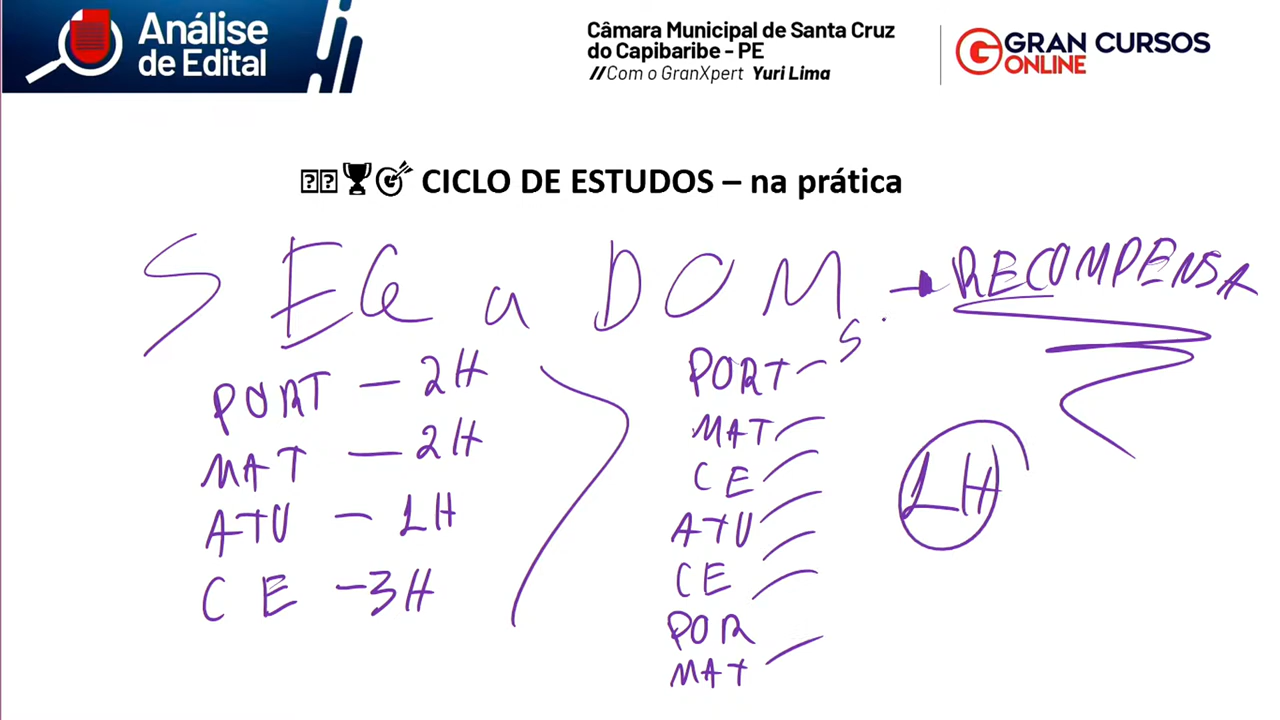 Análise
de Edital
Câmara Municipal de Santa Cruz
do Capibaribe - PE
//Com o GranXpert Yuri Lima
GRAN CURSOS
ONLINE
CICLO DE ESTUDOS – na prática
SEG a DOM → RECOMPENSA
PORT – 2H
MAT – 2H
ATU – 1H
CE – 3H
PORT – S
MAT
CE
ATU
CE
POR
MAT
1H